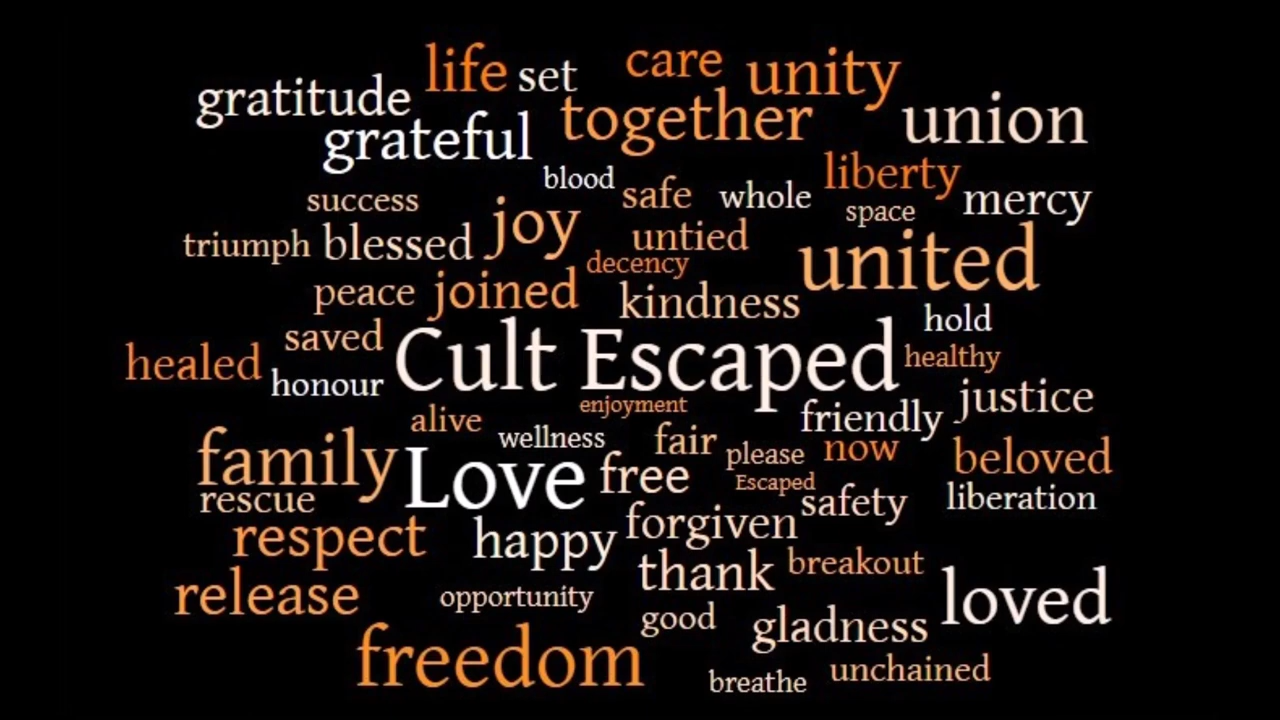 life set care unity
gratitude together union
grateful
blood safe whole liberty mercy
success joy space
triumph blessed untied united
decency
peace joined kindness
saved Cult Escaped hold
healed honour healthy
enjoyment friendly justice
alive wellness fair please now beloved
family Love free Escaped
rescue safety liberation
respect happy forgiven
release thank breakout loved
opportunity good gladness
freedom breathe unchained